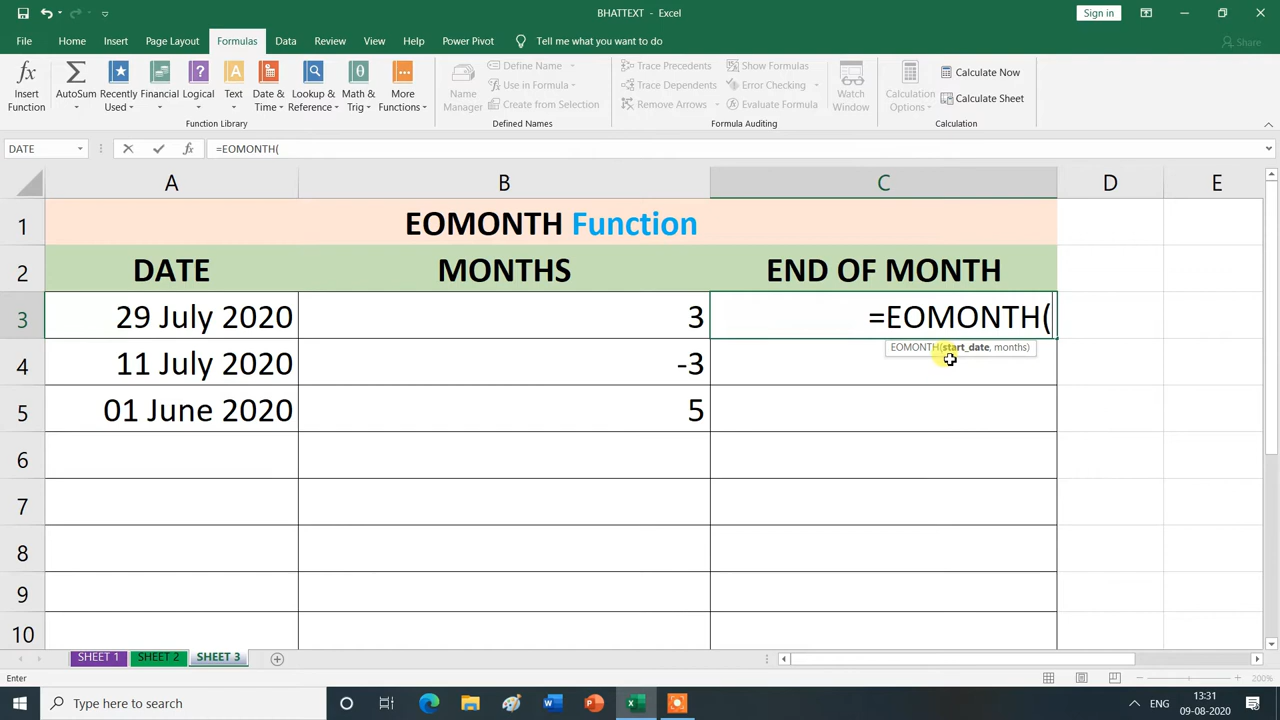 BHATTEXT - Excel
Sign in
File Home Insert Page Layout Formulas Data Review View Help Power Pivot Tell me what you want to do Share
Insert Function
AutoSum
Recently Used
Financial
Logical
Text
Date & Time
Lookup & Reference
Math & Trig
More Functions
Function Library
Name Manager
Define Name
Use in Formula
Create from Selection
Defined Names
Trace Precedents
Trace Dependents
Remove Arrows
Show Formulas
Error Checking
Evaluate Formula
Formula Auditing
Watch Window
Calculation Options
Calculate Now
Calculate Sheet
Calculation
DATE fx =EOMONTH(
A B C D E
1 EOMONTH Function
2 DATE MONTHS END OF MONTH
3 29 July 2020 3 =EOMONTH(
EOMONTH(start_date, months)
4 11 July 2020 -3
5 01 June 2020 5
6
7
8
9
10
SHEET 1 SHEET 2 SHEET 3
Enter 200%
Type here to search
ENG 13:31
09-08-2020